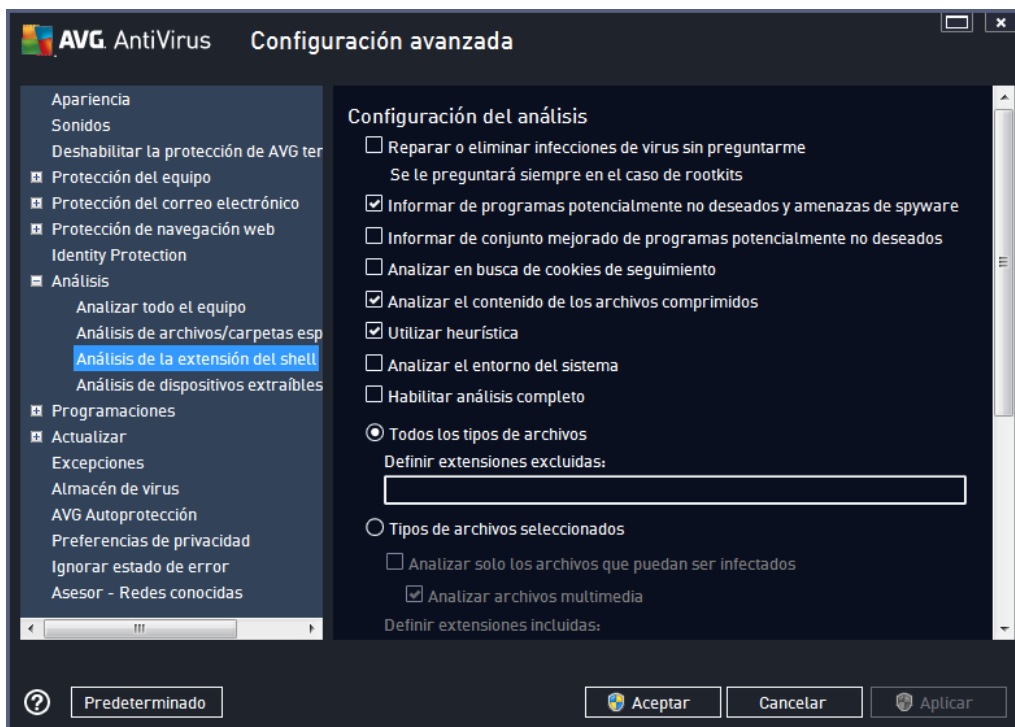 AVG AntiVirus Configuración avanzada
Apariencia
Sonidos
Deshabilitar la protección de AVG ter
Protección del equipo
Protección del correo electrónico
Protección de navegación web
Identity Protection
Análisis
Analizar todo el equipo
Análisis de archivos/carpetas esp
Análisis de la extensión del shell
Análisis de dispositivos extraíbles
Programaciones
Actualizar
Excepciones
Almacén de virus
AVG Autoprotección
Preferencias de privacidad
Ignorar estado de error
Asesor - Redes conocidas
Configuración del análisis
Reparar o eliminar infecciones de virus sin preguntarme
Se le preguntará siempre en el caso de rootkits
Informar de programas potencialmente no deseados y amenazas de spyware
Informar de conjunto mejorado de programas potencialmente no deseados
Analizar en busca de cookies de seguimiento
Analizar el contenido de los archivos comprimidos
Utilizar heurística
Analizar el entorno del sistema
Habilitar análisis completo
Todos los tipos de archivos
Definir extensiones excluidas:
Tipos de archivos seleccionados
Analizar solo los archivos que puedan ser infectados
Analizar archivos multimedia
Definir extensiones incluidas:
Predeterminado
Aceptar
Cancelar
Aplicar